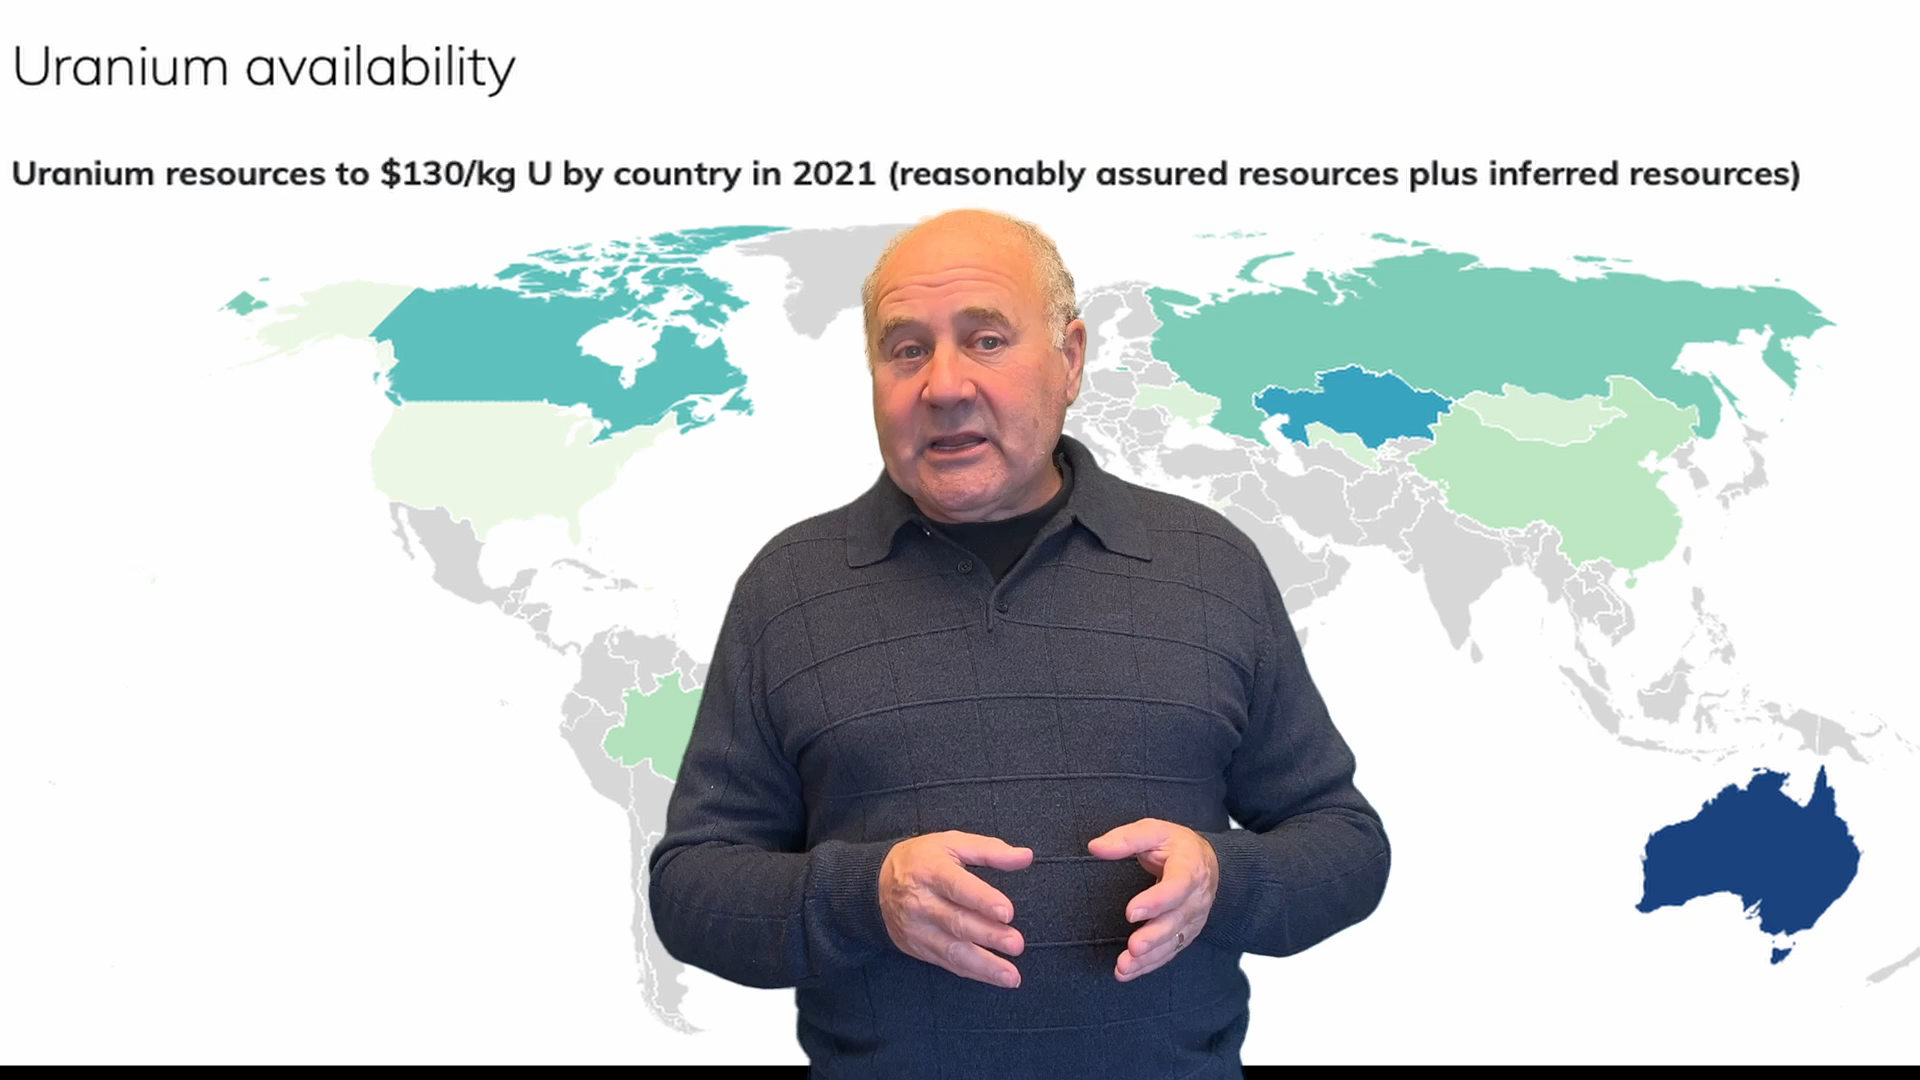 Uranium availability
Uranium resources to $130/kg U by country in 2021 (reasonably assured resources plus inferred resources)